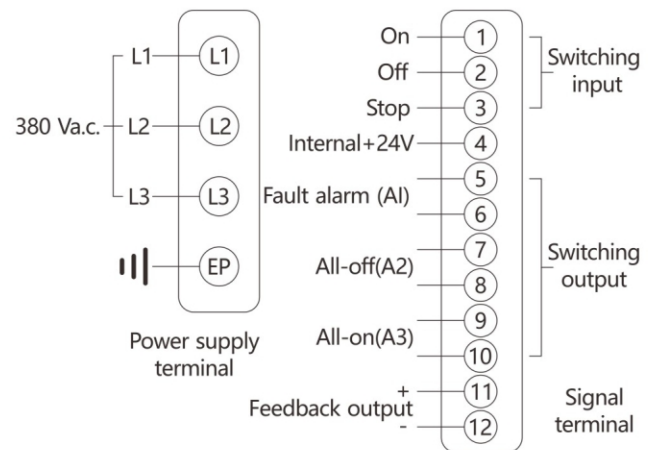 L1
L1
380 Va.c.
L2
L2
L3
L3
EP
Power supply
terminal
On
1
Off
2
Stop
3
Internal+24V
4
Switching
input
5
Fault alarm (AI)
6
7
All-off(A2)
8
Switching
output
9
All-on(A3)
10
+
11
Feedback output
-
12
Signal
terminal